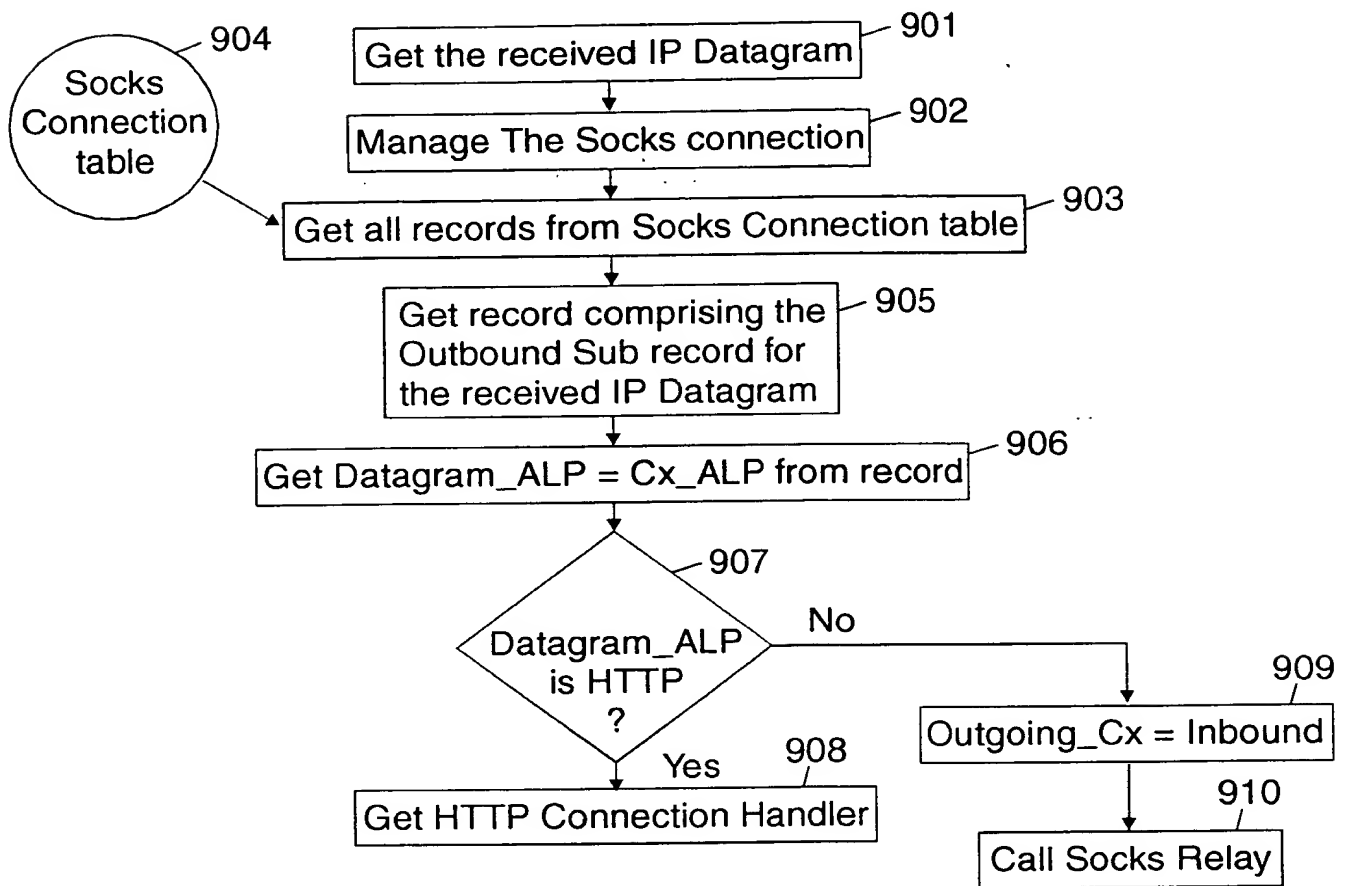 904
Socks
Connection
table
901
Get the received IP Datagram
902
Manage The Socks connection
903
Get all records from Socks Connection table
905
Get record comprising the
Outbound Sub record for
the received IP Datagram
906
Get Datagram_ALP = Cx_ALP from record
907
Datagram_ALP
is HTTP
?
No
Yes
908
Get HTTP Connection Handler
909
Outgoing_Cx = Inbound
910
Call Socks Relay